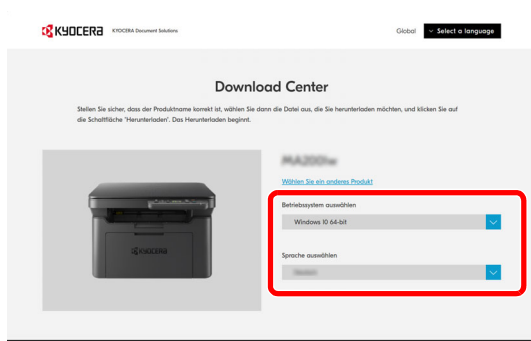 KYOCERA KYOCERA Document Solutions
Global Select a language
Download Center
Stellen Sie sicher, dass der Produktname korrekt ist, wählen Sie dann die Datei aus, die Sie herunterladen möchten, und klicken Sie auf
die Schaltfläche "Herunterladen". Das Herunterladen beginnt.
Wählen Sie ein anderes Produkt
Betriebssystem auswählen
Windows 10 64-bit
KYOCERA
Sprache auswählen